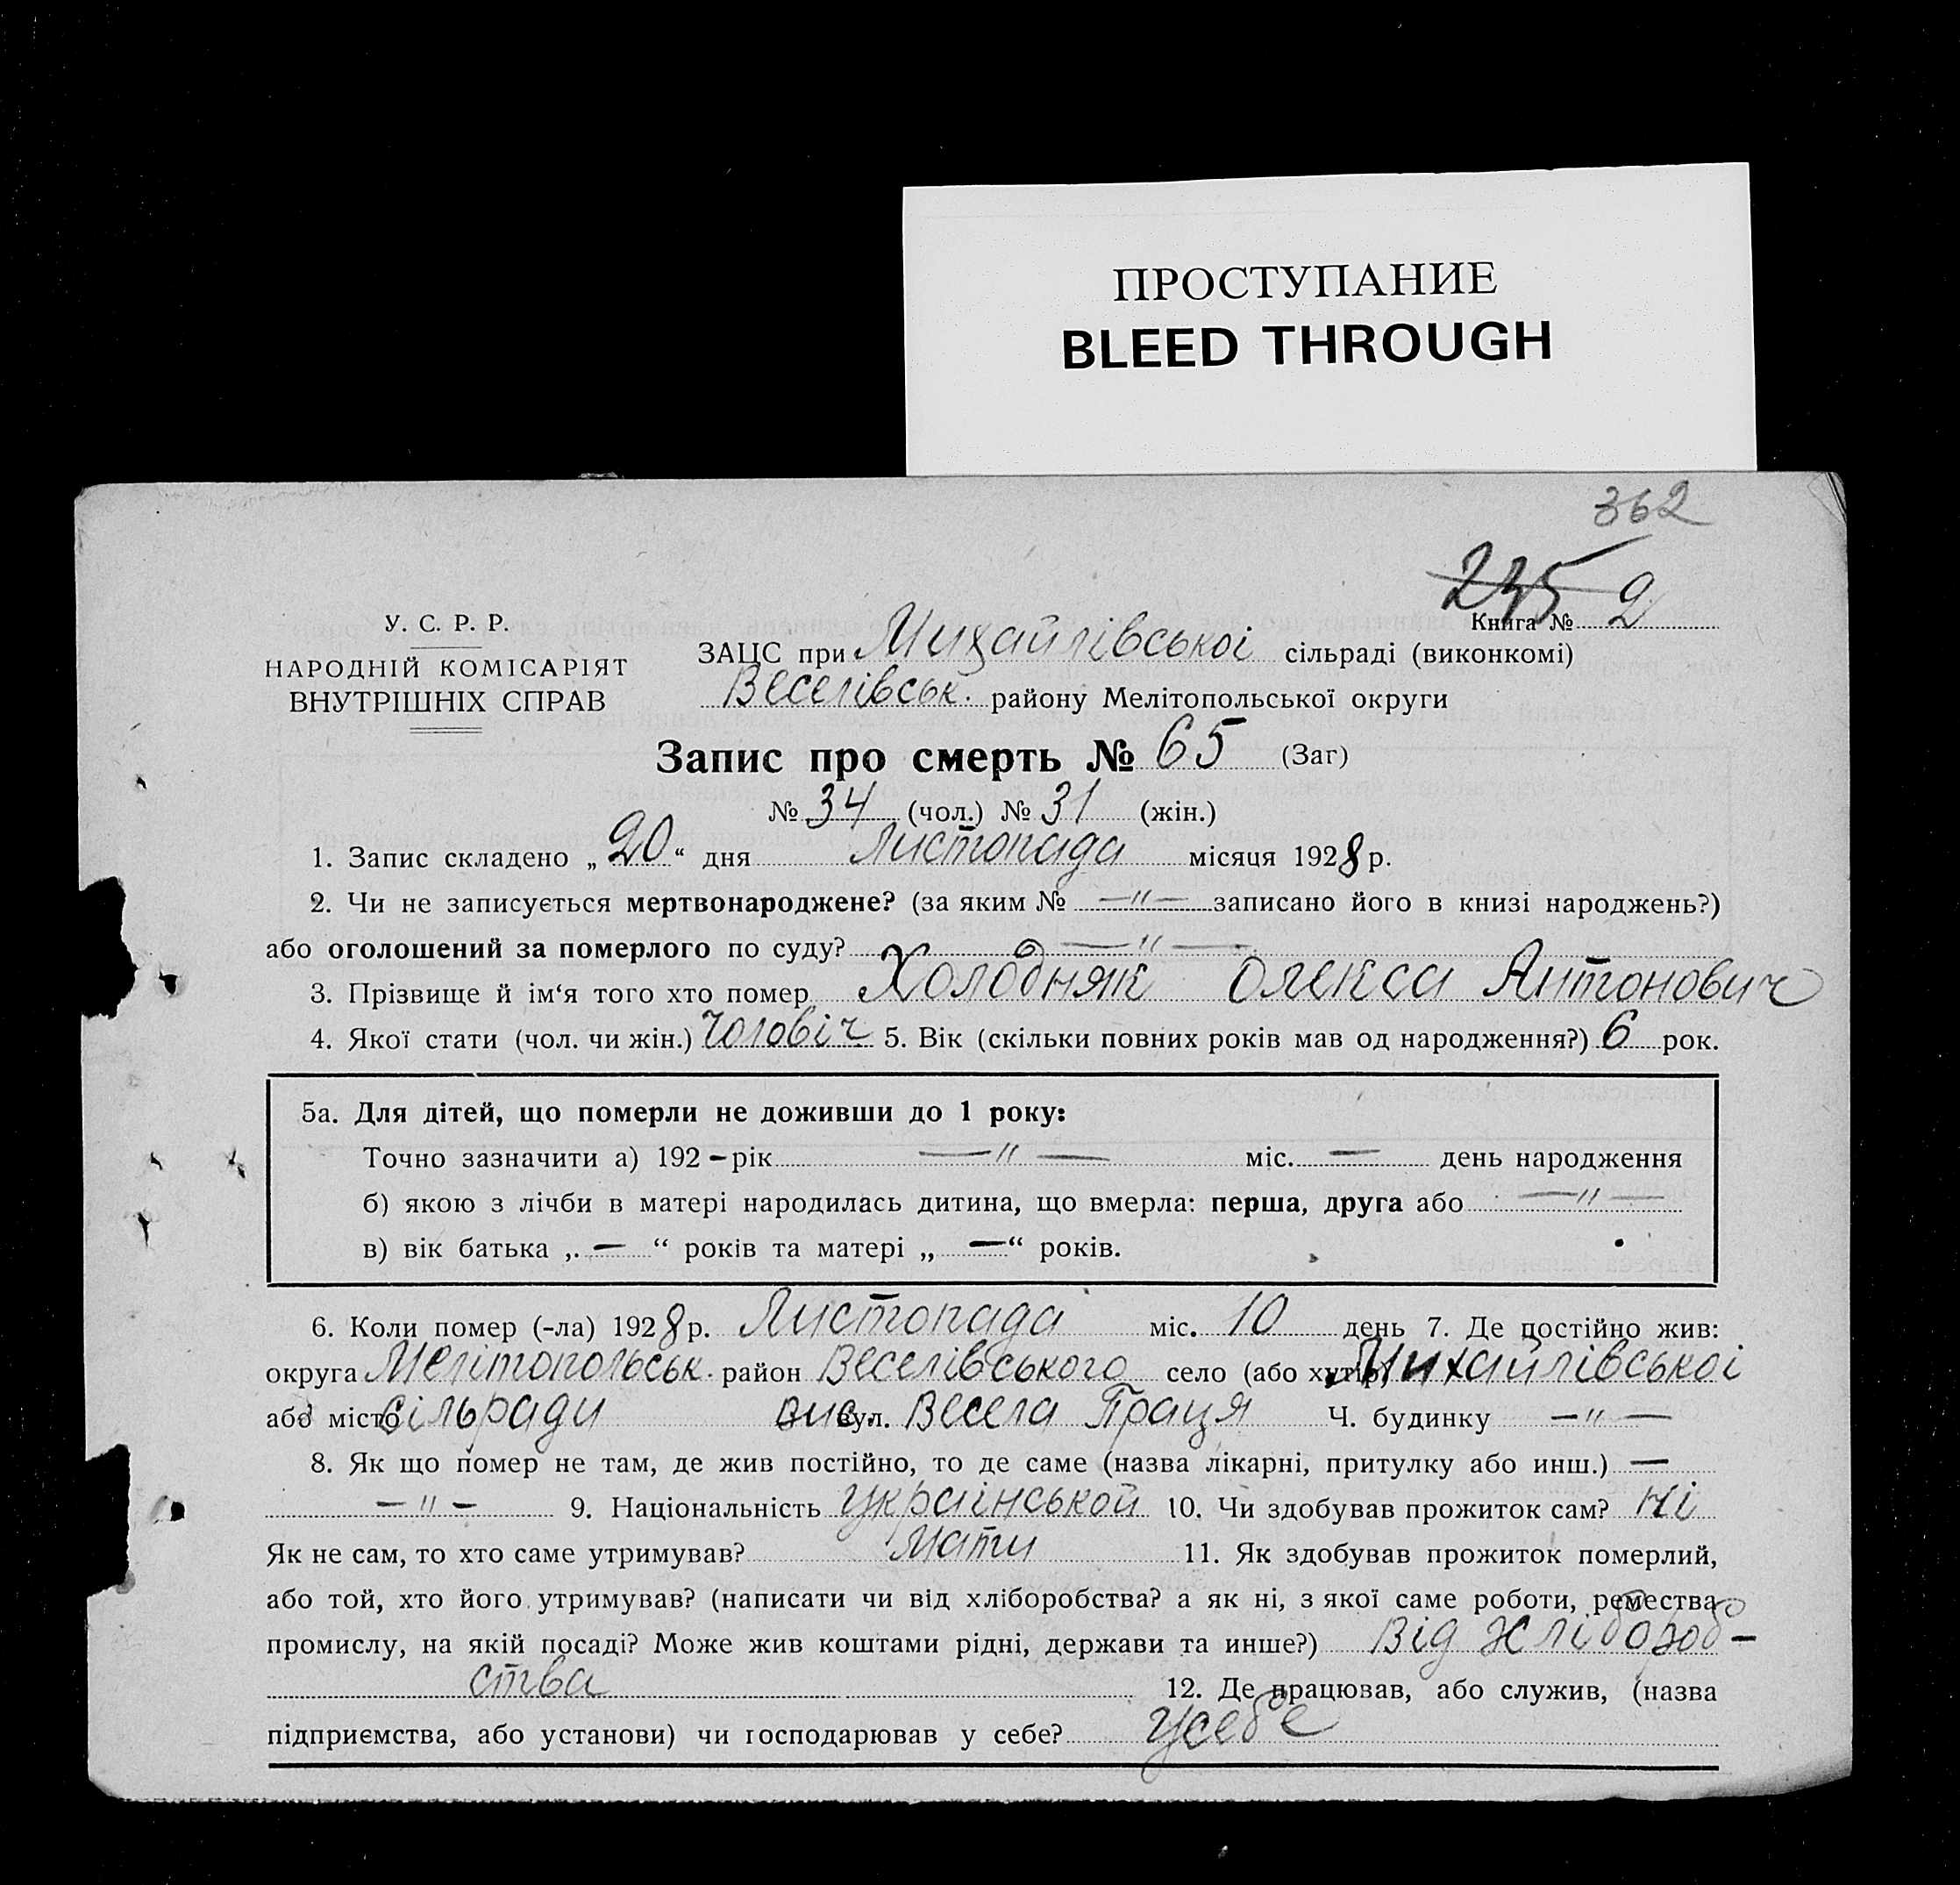 ПРОСТУПАНИЕ
BLEED THROUGH
362
235 2
Книга №
У. С. Р. Р.
НАРОДНІЙ КОМІСАРІЯТ
ВНУТРІШНІХ СПРАВ
ЗАЦС при Михайлівської сільраді (виконкомі)
Веселівськ. району Мелітопольської округи
Запис про смерть № 65 (Заг)
№ 34 (чол.) № 31 (жін.)
1. Запис складено „20“ дня Листопада місяця 1928 р.
2. Чи не записується мертвонароджене? (за яким № —"— записано його в книзі народжень?)
або оголошений за померлого по суду? —"—
3. Прізвище й ім‘я того хто помер Холодняк Олекса Антонович
4. Якої стати (чол. чи жін.) Чоловіч 5. Вік (скільки повних років мав од народження?) 6 рок.
5а. Для дітей, що померли не доживши до 1 року:
Точно зазначити а) 192 – рік —"— міс. — день народження
б) якою з лічби в матері народилась дитина, що вмерла: перша, друга або —"—
в) вік батька „ — “ років та матері „ — “ років.
6. Коли помер (-ла) 1928 р. Листопада міс. 10 день 7. Де постійно жив:
округа Мелітопольськ. район Веселівського село (або хутір) Михайлівської
або місто сільради вис. вул. Весела Праця Ч. будинку —"—
8. Як що помер не там, де жив постійно, то де саме (назва лікарні, притулку або инш.) —
—"— 9. Національність Української 10. Чи здобував прожиток сам? ні
Як не сам, то хто саме утримував? Мати 11. Як здобував прожиток померлий,
або той, хто його утримував? (написати чи від хліборобства? а як ні, з якої саме роботи, ремества
промислу, на якій посаді? Може жив коштами рідні, держави та инше?) Від хлібороб-
ства 12. Де працював, або служив, (назва
підприємства, або установи) чи господарював у себе? Усебе